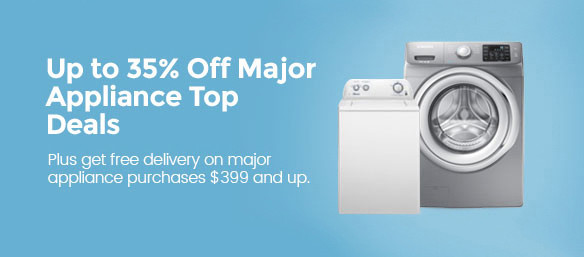 Up to 35% Off Major
Appliance Top
Deals
Plus get free delivery on major
appliance purchases $399 and up.